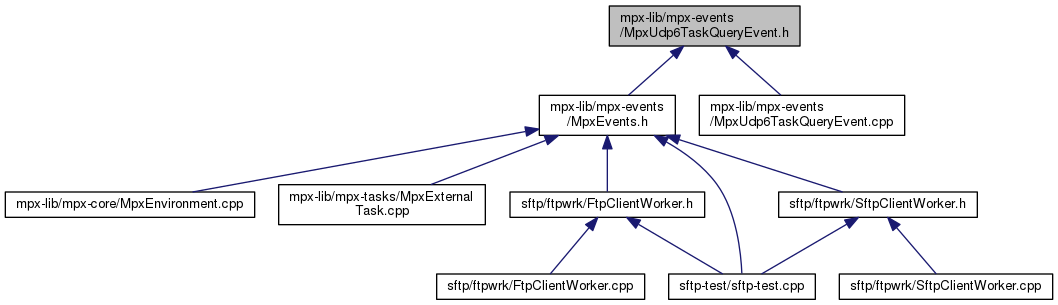 mpx-lib/mpx-events
/MpxUdp6TaskQueryEvent.h
mpx-lib/mpx-events
/MpxEvents.h
mpx-lib/mpx-events
/MpxUdp6TaskQueryEvent.cpp
mpx-lib/mpx-core/MpxEnvironment.cpp
mpx-lib/mpx-tasks/MpxExternal
Task.cpp
sftp/ftpwrk/FtpClientWorker.h
sftp/ftpwrk/SftpClientWorker.h
sftp/ftpwrk/FtpClientWorker.cpp
sftp-test/sftp-test.cpp
sftp/ftpwrk/SftpClientWorker.cpp